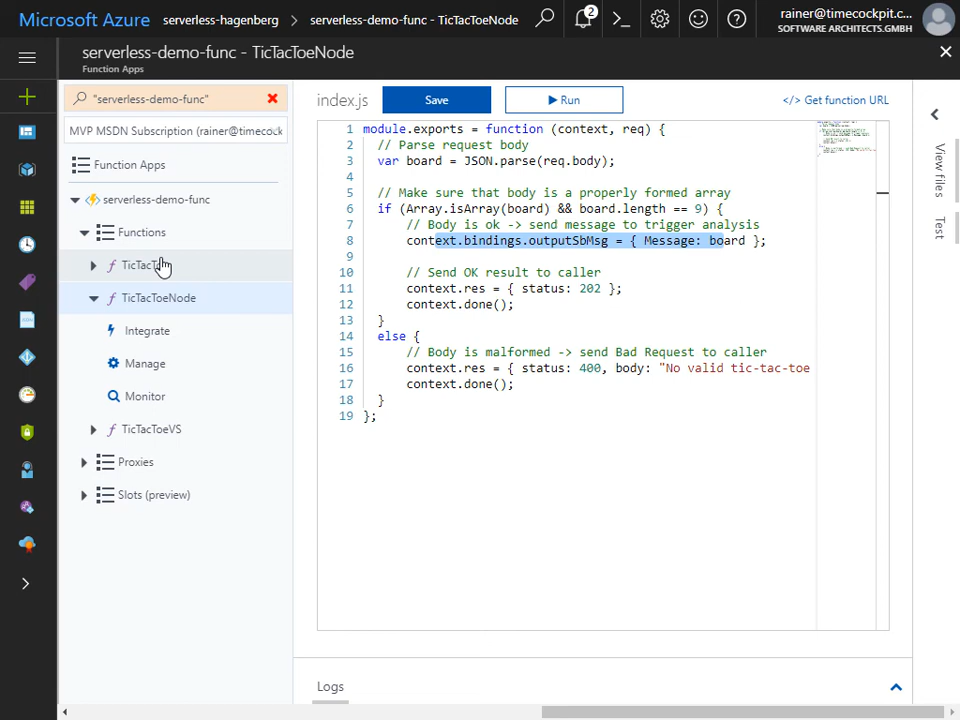 Microsoft Azure serverless-hagenberg > serverless-demo-func - TicTacToeNode 2 rainer@timecockpit.c...
SOFTWARE ARCHITECTS.GMBH
serverless-demo-func - TicTacToeNode
Function Apps
"serverless-demo-func"
MVP MSDN Subscription (rainer@timecock
Function Apps
serverless-demo-func
Functions
TicTacT
TicTacToeNode
Integrate
Manage
Monitor
TicTacToeVS
Proxies
Slots (preview)
index.js Save Run </> Get function URL
1 module.exports = function (context, req) {
2 // Parse request body
3 var board = JSON.parse(req.body);
4
5 // Make sure that body is a properly formed array
6 if (Array.isArray(board) && board.length == 9) {
7 // Body is ok -> send message to trigger analysis
8 context.bindings.outputSbMsg = { Message: board };
9
10 // Send OK result to caller
11 context.res = { status: 202 };
12 context.done();
13 }
14 else {
15 // Body is malformed -> send Bad Request to caller
16 context.res = { status: 400, body: "No valid tic-tac-toe
17 context.done();
18 }
19 };
View files
Test
Logs